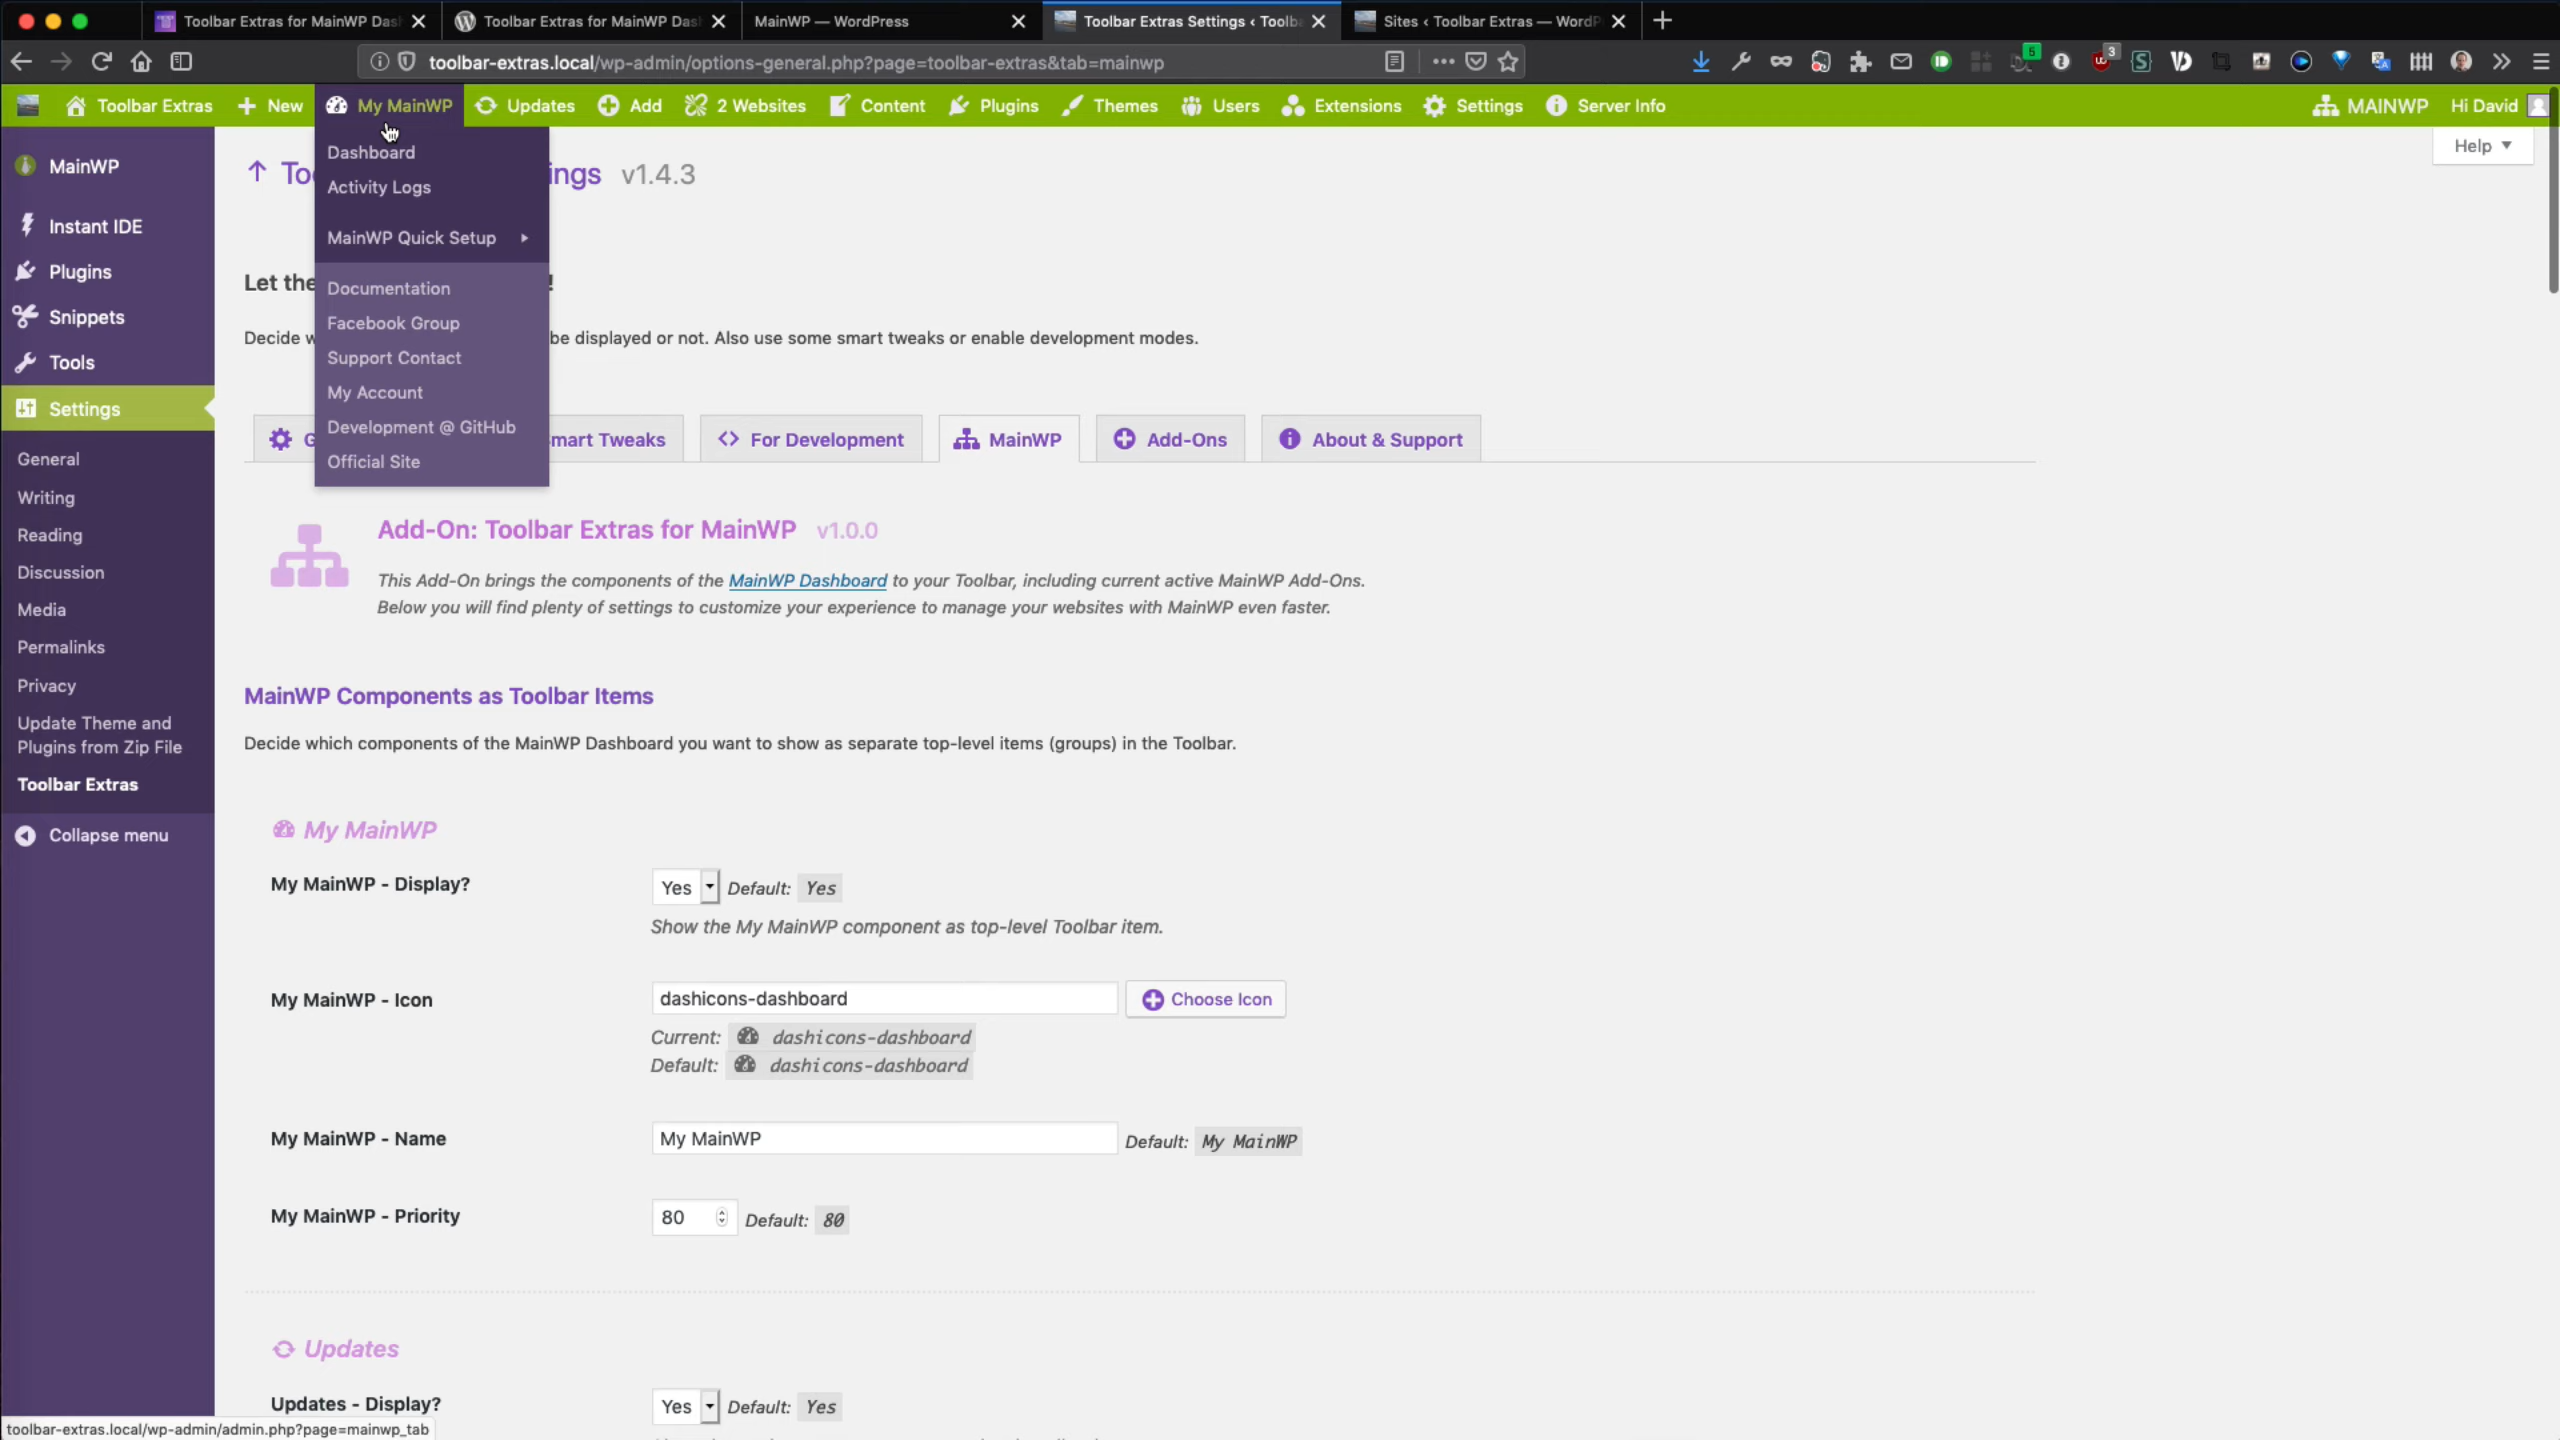 Toolbar Extras for MainWP Das
Toolbar Extras for MainWP Das
MainWP — WordPress
Toolbar Extras Settings ‹ Toolb
Sites ‹ Toolbar Extras — WordP
toolbar-extras.local/wp-admin/options-general.php?page=toolbar-extras&tab=mainwp
5
3
Toolbar Extras
New
My MainWP
Updates
Add
2 Websites
Content
Plugins
Themes
Users
Extensions
Settings
Server Info
MAINWP
Hi David
MainWP
Instant IDE
Plugins
Snippets
Tools
Settings
General
Writing
Reading
Discussion
Media
Permalinks
Privacy
Update Theme and
Plugins from Zip File
Toolbar Extras
Collapse menu
Dashboard
Activity Logs
MainWP Quick Setup
Documentation
Facebook Group
Support Contact
My Account
Development @ GitHub
Official Site
Help
ings v1.4.3
Let the !
Decide be displayed or not. Also use some smart tweaks or enable development modes.
mart Tweaks
For Development
MainWP
Add-Ons
About & Support
Add-On: Toolbar Extras for MainWP v1.0.0
This Add-On brings the components of the MainWP Dashboard to your Toolbar, including current active MainWP Add-Ons.
Below you will find plenty of settings to customize your experience to manage your websites with MainWP even faster.
MainWP Components as Toolbar Items
Decide which components of the MainWP Dashboard you want to show as separate top-level items (groups) in the Toolbar.
My MainWP
My MainWP - Display?
Yes Default: Yes
Show the My MainWP component as top-level Toolbar item.
My MainWP - Icon
dashicons-dashboard
Choose Icon
Current: dashicons-dashboard
Default: dashicons-dashboard
My MainWP - Name
My MainWP Default: My MainWP
My MainWP - Priority
80 Default: 80
Updates
Updates - Display?
Yes Default: Yes
toolbar-extras.local/wp-admin/admin.php?page=mainwp_tab